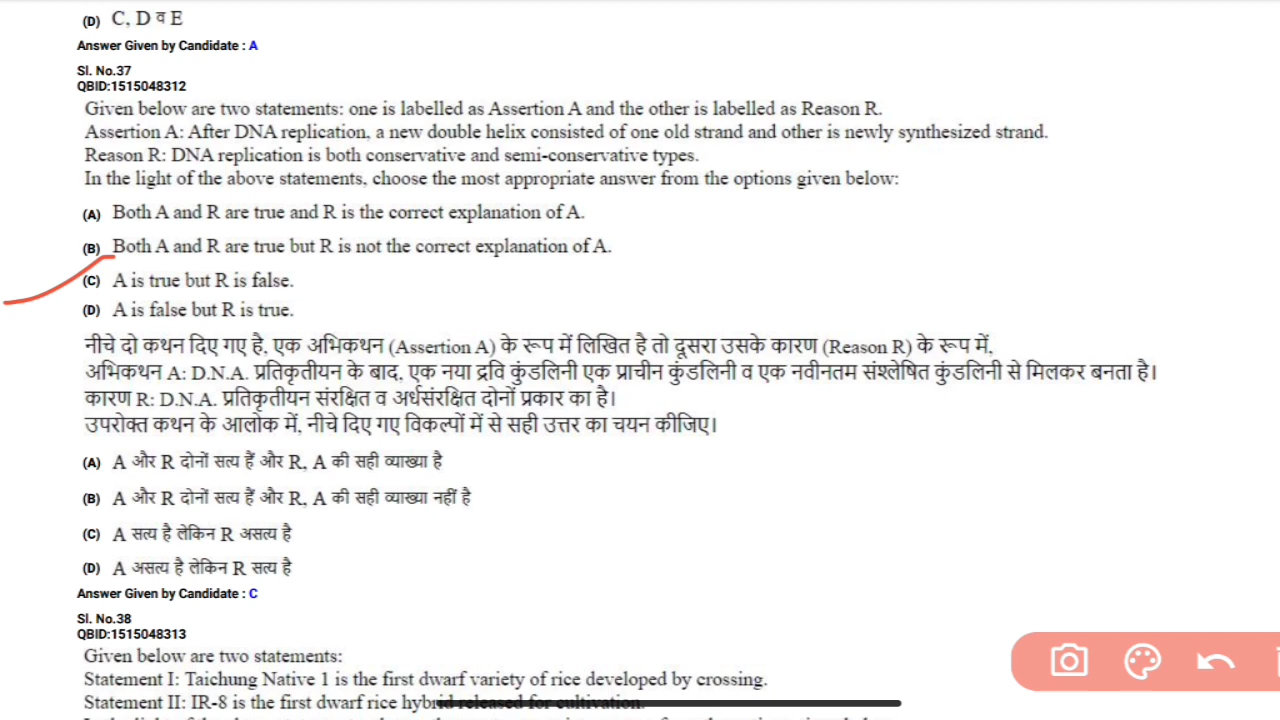 (D) C, D व E
Answer Given by Candidate : A
Sl. No.37
QBID:1515048312
Given below are two statements: one is labelled as Assertion A and the other is labelled as Reason R.
Assertion A: After DNA replication, a new double helix consisted of one old strand and other is newly synthesized strand.
Reason R: DNA replication is both conservative and semi-conservative types.
In the light of the above statements, choose the most appropriate answer from the options given below:
(A) Both A and R are true and R is the correct explanation of A.
(B) Both A and R are true but R is not the correct explanation of A.
(C) A is true but R is false.
(D) A is false but R is true.
नीचे दो कथन दिए गए है, एक अभिकथन (Assertion A) के रूप में लिखित है तो दूसरा उसके कारण (Reason R) के रूप में,
अभिकथन A: D.N.A. प्रतिकृतीयन के बाद, एक नया द्रवि कुंडलिनी एक प्राचीन कुंडलिनी व एक नवीनतम संश्लेषित कुंडलिनी से मिलकर बनता है।
कारण R: D.N.A. प्रतिकृतीयन संरक्षित व अर्धसंरक्षित दोनों प्रकार का है।
उपरोक्त कथन के आलोक में, नीचे दिए गए विकल्पों में से सही उत्तर का चयन कीजिए।
(A) A और R दोनों सत्य हैं और R, A की सही व्याख्या है
(B) A और R दोनों सत्य हैं और R, A की सही व्याख्या नहीं है
(C) A सत्य है लेकिन R असत्य है
(D) A असत्य है लेकिन R सत्य है
Answer Given by Candidate : C
Sl. No.38
QBID:1515048313
Given below are two statements:
Statement I: Taichung Native 1 is the first dwarf variety of rice developed by crossing.
Statement II: IR-8 is the first dwarf rice hybrid released for cultivation.